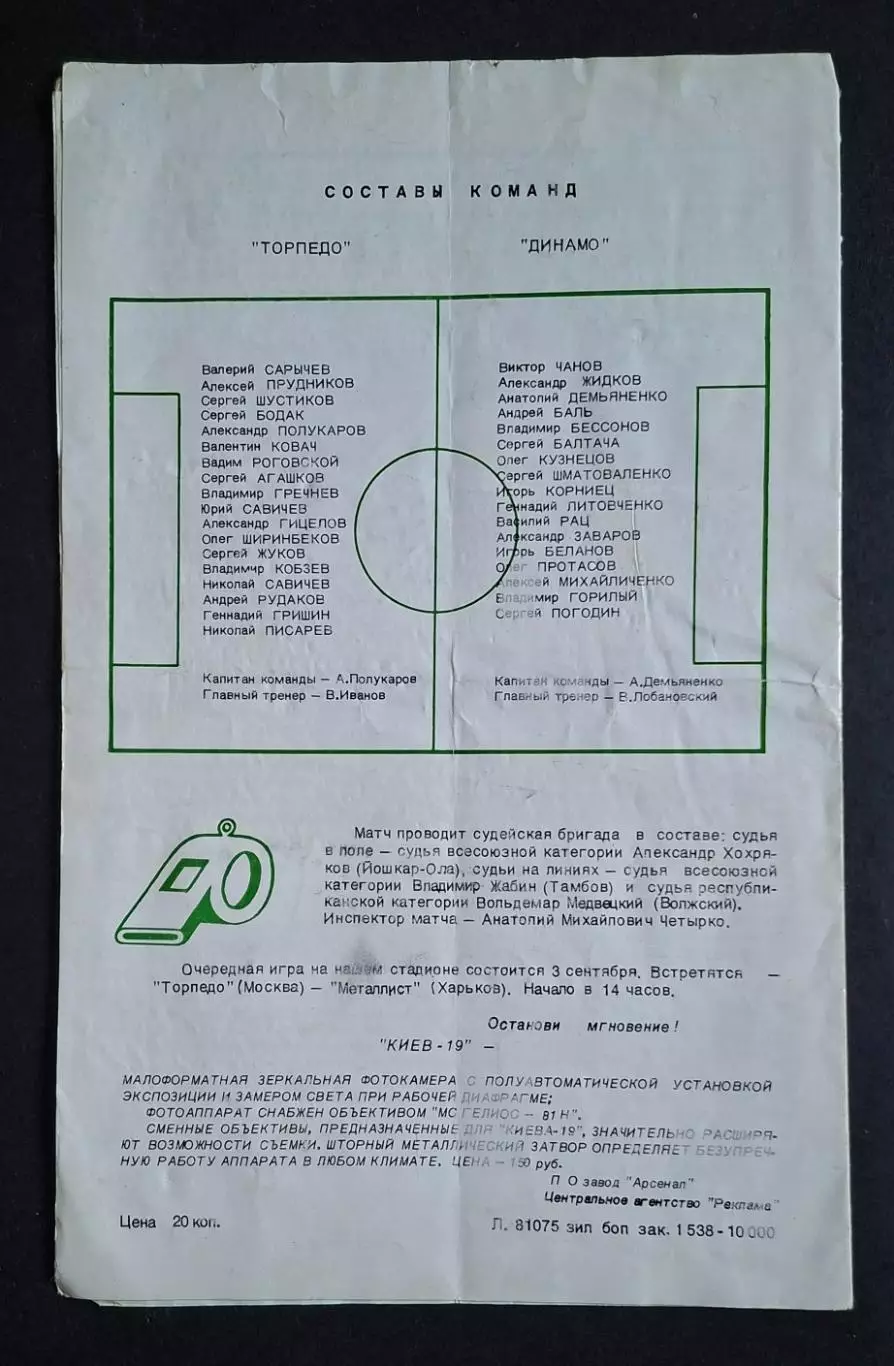 СОСТАВЫ КОМАНД
"ТОРПЕДО"
"ДИНАМО"
Валерий САРЫЧЕВ
Алексей ПРУДНИКОВ
Сергей ШУСТИКОВ
Сергей БОДАК
Александр ПОЛУКАРОВ
Валентин КОВАЧ
Вадим РОГОВСКОЙ
Сергей АГАШКОВ
Владимир ГРЕЧНЕВ
Юрий САВИЧЕВ
Александр ГИЦЕЛОВ
Олег ШИРИНБЕКОВ
Сергей ЖУКОВ
Владимир КОБЗЕВ
Николай САВИЧЕВ
Андрей РУДАКОВ
Геннадий ГРИШИН
Николай ПИСАРЕВ
Капитан команды – А.Полукаров
Главный тренер – В.Иванов
Виктор ЧАНОВ
Александр ЖИДКОВ
Анатолий ДЕМЬЯНЕНКО
Андрей БАЛЬ
Владимир БЕССОНОВ
Сергей БАЛТАЧА
Олег КУЗНЕЦОВ
Сергей ШМАТОВАЛЕНКО
Игорь КОРНИЕЦ
Геннадий ЛИТОВЧЕНКО
Василий РАЦ
Александр ЗАВАРОВ
Игорь БЕЛАНОВ
Олег ПРОТАСОВ
Алексей МИХАЙЛИЧЕНКО
Владимир ГОРИЛЫЙ
Сергей ПОГОДИН
Капитан команды – А.Демьяненко
Главный тренер – В.Лобановский
Матч проводит судейская бригада в составе: судья
в поле – судья всесоюзной категории Александр Хохря-
ков (Йошкар-Ола), судьи на линиях – судья всесоюзной
категории Владимир Жабин (Тамбов) и судья республи-
канской категории Вольдемар Медвецкий (Волжский).
Инспектор матча – Анатолий Михайлович Четырко.
Очередная игра на нашем стадионе состоится 3 сентября. Встретятся –
"Торпедо" (Москва) – "Металлист" (Харьков). Начало в 14 часов.
Останови мгновение!
"КИЕВ-19" –
МАЛОФОРМАТНАЯ ЗЕРКАЛЬНАЯ ФОТОКАМЕРА С ПОЛУАВТОМАТИЧЕСКОЙ УСТАНОВКОЙ
ЭКСПОЗИЦИИ И ЗАМЕРОМ СВЕТА ПРИ РАБОЧЕЙ ДИАФРАГМЕ;
ФОТОАППАРАТ СНАБЖЕН ОБЪЕКТИВОМ "МС ГЕЛИОС – 81 Н".
СМЕННЫЕ ОБЪЕКТИВЫ, ПРЕДНАЗНАЧЕННЫЕ ДЛЯ "КИЕВА-19", ЗНАЧИТЕЛЬНО РАСШИРЯ-
ЮТ ВОЗМОЖНОСТИ СЪЕМКИ. ШТОРНЫЙ МЕТАЛЛИЧЕСКИЙ ЗАТВОР ОПРЕДЕЛЯЕТ БЕЗУПРЕЧ-
НУЮ РАБОТУ АППАРАТА В ЛЮБОМ КЛИМАТЕ. ЦЕНА – 150 руб.
П О завод "Арсенал"
Центральное агентство "Реклама"
Цена 20 коп.
Л. 81075 зил боп зак. 1538-10 000